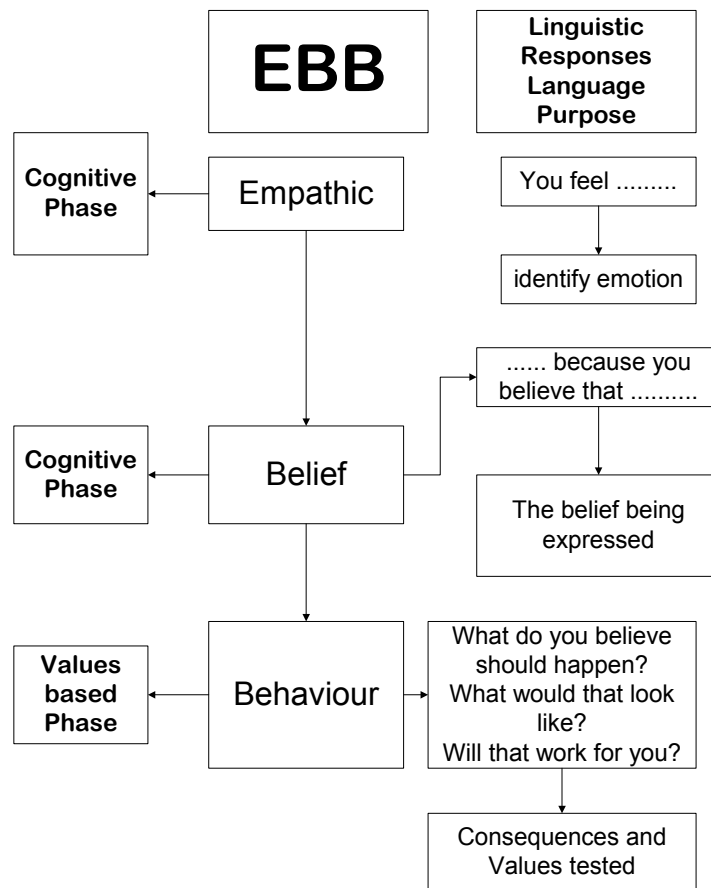 EBB
Linguistic
Responses
Language
Purpose
Cognitive
Phase
Empathic
You feel .........
identify emotion
...... because you
believe that ..........
Cognitive
Phase
Belief
The belief being
expressed
Values
based
Phase
Behaviour
What do you believe
should happen?
What would that look
like?
Will that work for you?
Consequences and
Values tested